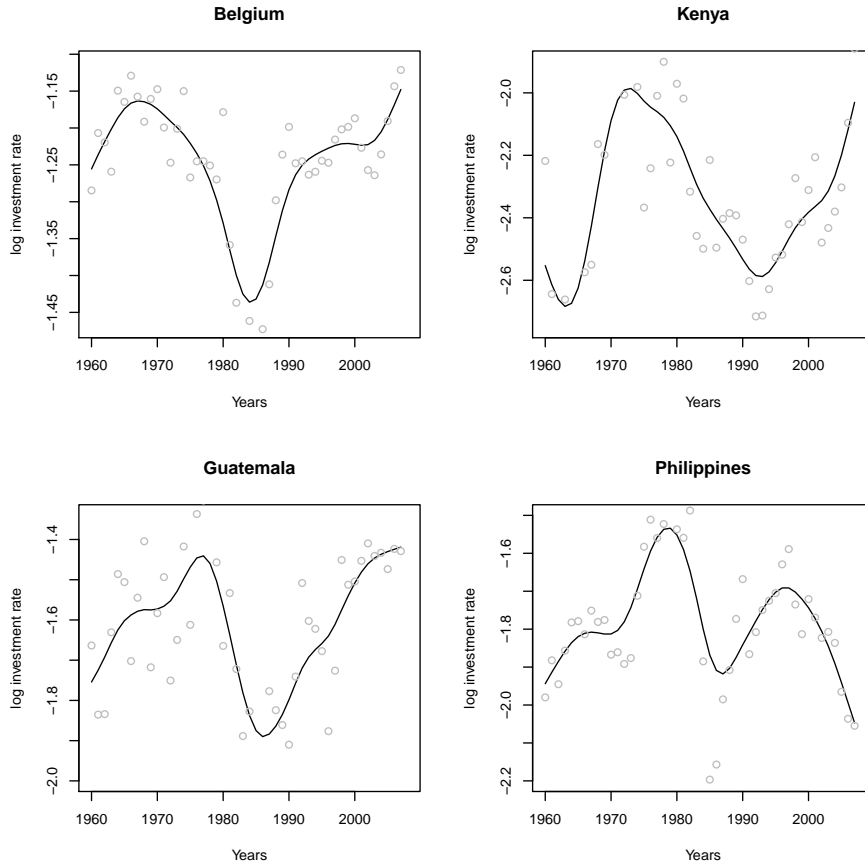 Belgium
log investment rate
−1.15
−1.25
−1.35
−1.45
1960 1970 1980 1990 2000
Years
Kenya
log investment rate
−2.0
−2.2
−2.4
−2.6
1960 1970 1980 1990 2000
Years
Guatemala
log investment rate
−1.4
−1.6
−1.8
−2.0
1960 1970 1980 1990 2000
Years
Philippines
log investment rate
−1.6
−1.8
−2.0
−2.2
1960 1970 1980 1990 2000
Years